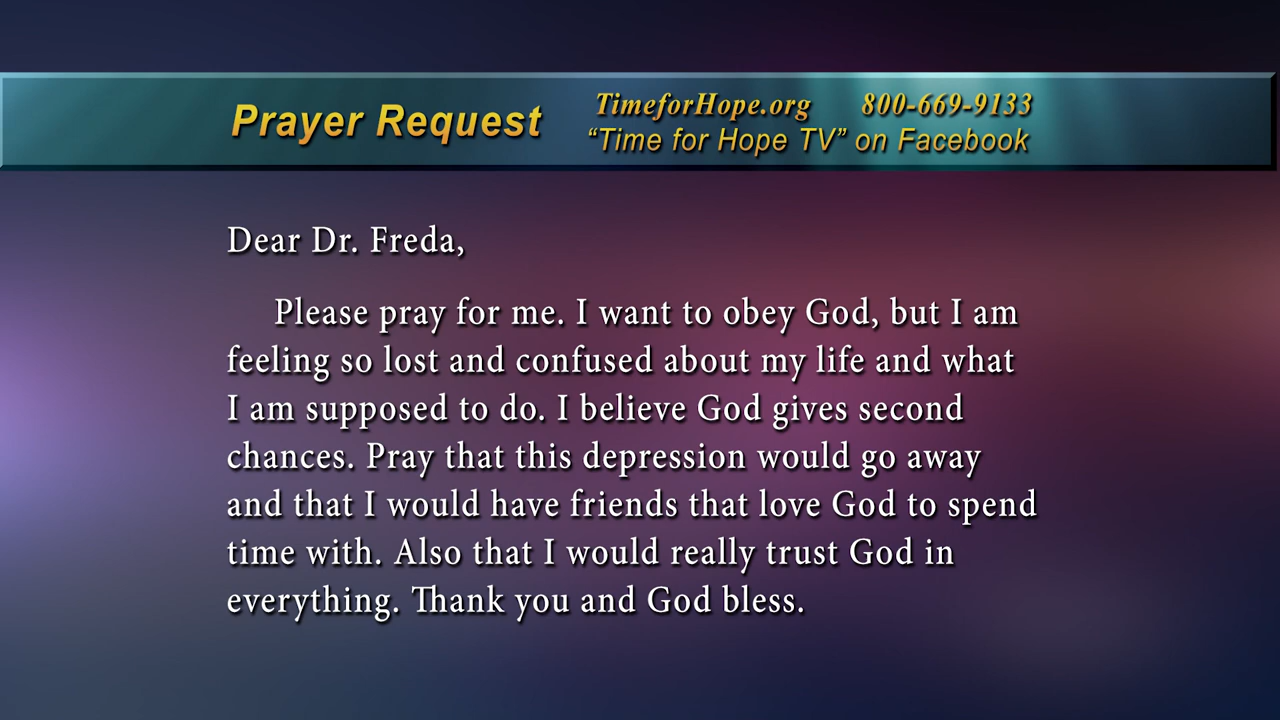 Prayer Request
TimeforHope.org 800-669-9133
“Time for Hope TV” on Facebook
Dear Dr. Freda,
Please pray for me. I want to obey God, but I am
feeling so lost and confused about my life and what
I am supposed to do. I believe God gives second
chances. Pray that this depression would go away
and that I would have friends that love God to spend
time with. Also that I would really trust God in
everything. Thank you and God bless.